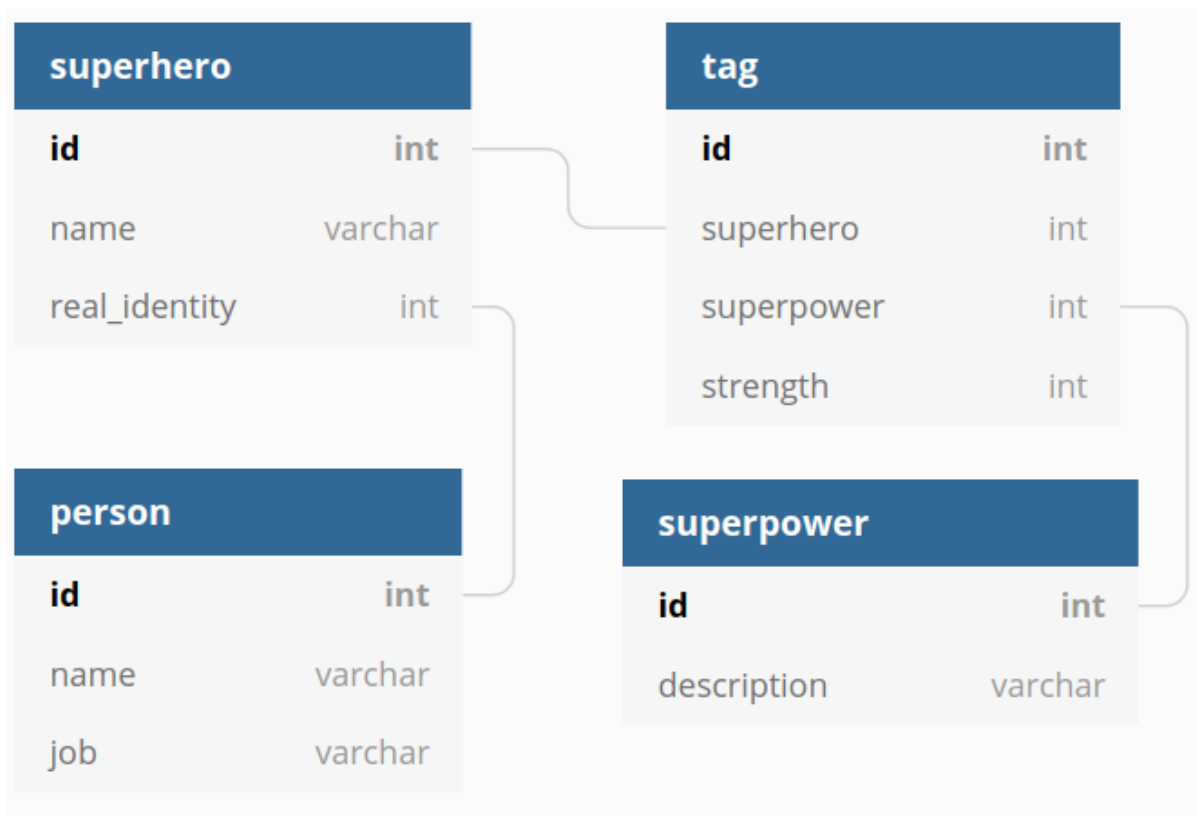 superhero
id int
name varchar
real_identity int
tag
id int
superhero int
superpower int
strength int
person
id int
name varchar
job varchar
superpower
id int
description varchar